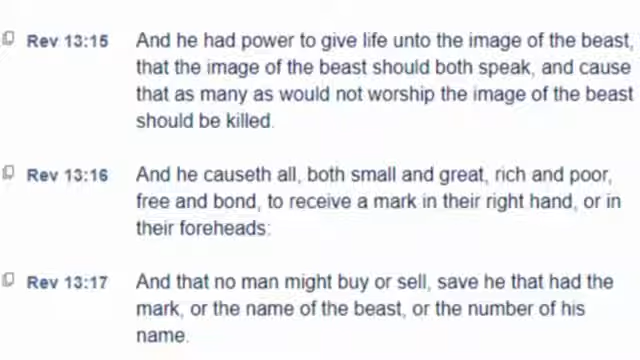 Rev 13:15 And he had power to give life unto the image of the beast,
that the image of the beast should both speak, and cause
that as many as would not worship the image of the beast
should be killed.
Rev 13:16 And he causeth all, both small and great, rich and poor,
free and bond, to receive a mark in their right hand, or in
their foreheads:
Rev 13:17 And that no man might buy or sell, save he that had the
mark, or the name of the beast, or the number of his
name.